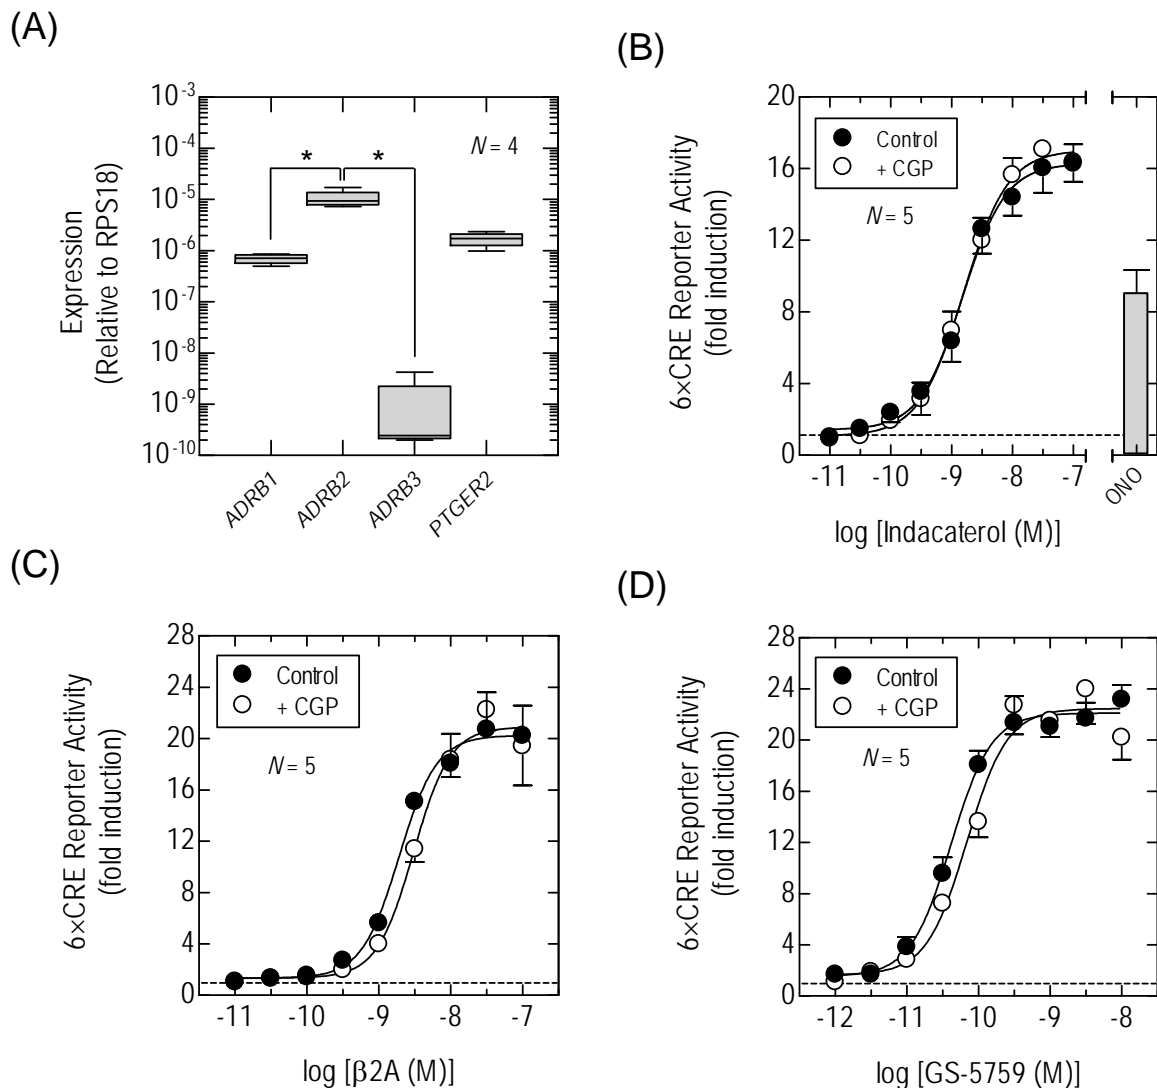 (A)
10-3
10-4
10-5
10-6
10-7
10-8
10-9
10-10
Expression
(Relative to RPS18)
N = 4
* *
ADRB1 ADRB2 ADRB3 PTGER2
(B)
20
16
12
8
4
0
6×CRE Reporter Activity
(fold induction)
Control
+ CGP
N = 5
-11 -10 -9 -8 -7 ONO
log [Indacaterol (M)]
(C)
28
24
20
16
12
8
4
0
6×CRE Reporter Activity
(fold induction)
Control
+ CGP
N = 5
-11 -10 -9 -8 -7
log [β2A (M)]
(D)
28
24
20
16
12
8
4
0
6×CRE Reporter Activity
(fold induction)
Control
+ CGP
N = 5
-12 -11 -10 -9 -8
log [GS-5759 (M)]